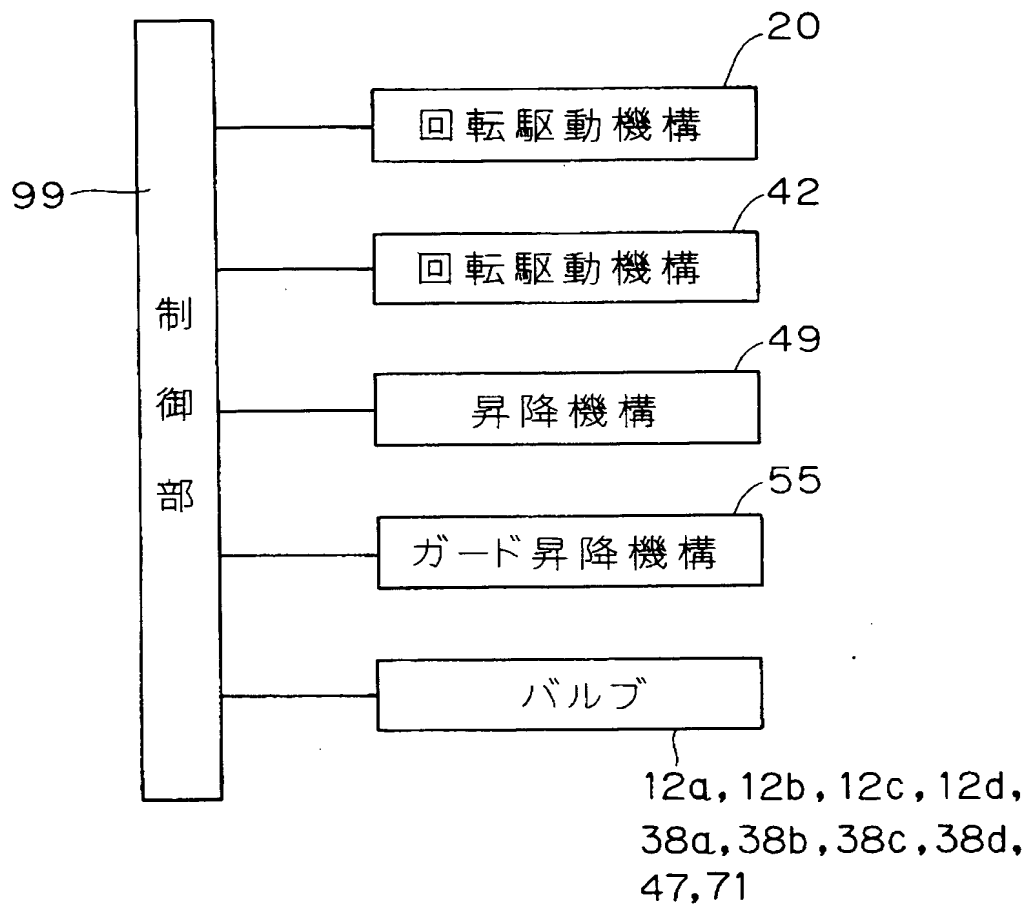 20
回転駆動機構
99
42
回転駆動機構
制御部
49
昇降機構
55
ガード昇降機構
バルブ
12a, 12b, 12c, 12d,
38a, 38b, 38c, 38d,
47, 71